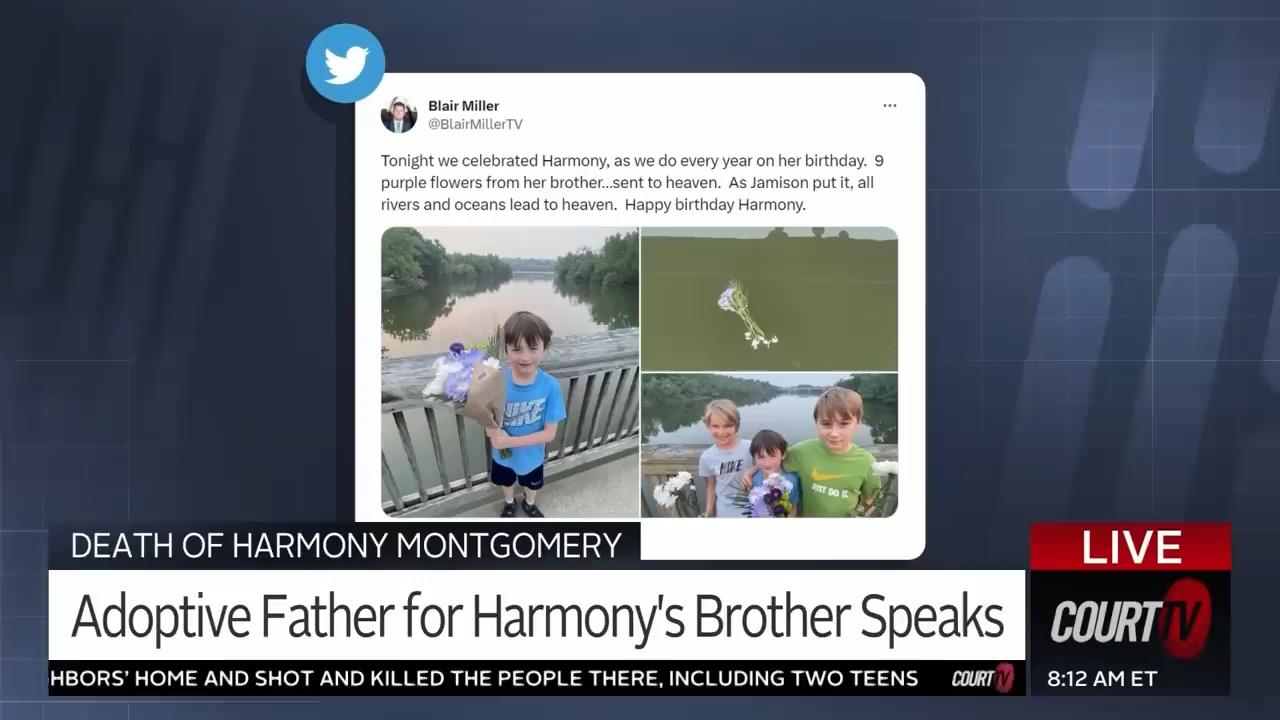 Blair Miller
@BlairMillerTV
Tonight we celebrated Harmony, as we do every year on her birthday. 9
purple flowers from her brother...sent to heaven. As Jamison put it, all
rivers and oceans lead to heaven. Happy birthday Harmony.
NIKE
NIKE
JUST DO IT
DEATH OF HARMONY MONTGOMERY
LIVE
Adoptive Father for Harmony's Brother Speaks
COURT TV
HBORS' HOME AND SHOT AND KILLED THE PEOPLE THERE, INCLUDING TWO TEENS
COURT TV
8:12 AM ET